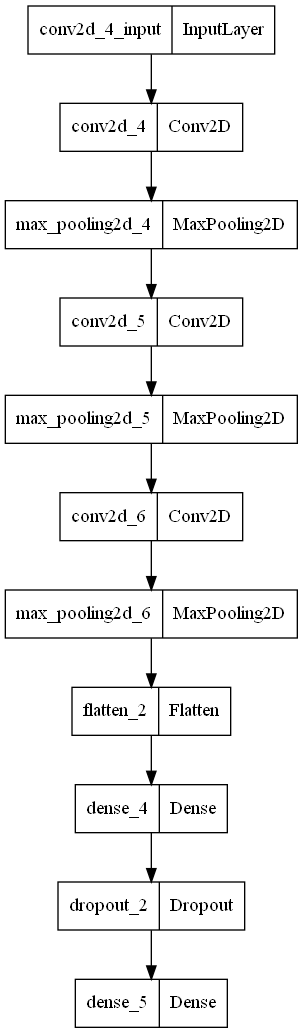 conv2d_4_input InputLayer
conv2d_4 Conv2D
max_pooling2d_4 MaxPooling2D
conv2d_5 Conv2D
max_pooling2d_5 MaxPooling2D
conv2d_6 Conv2D
max_pooling2d_6 MaxPooling2D
flatten_2 Flatten
dense_4 Dense
dropout_2 Dropout
dense_5 Dense